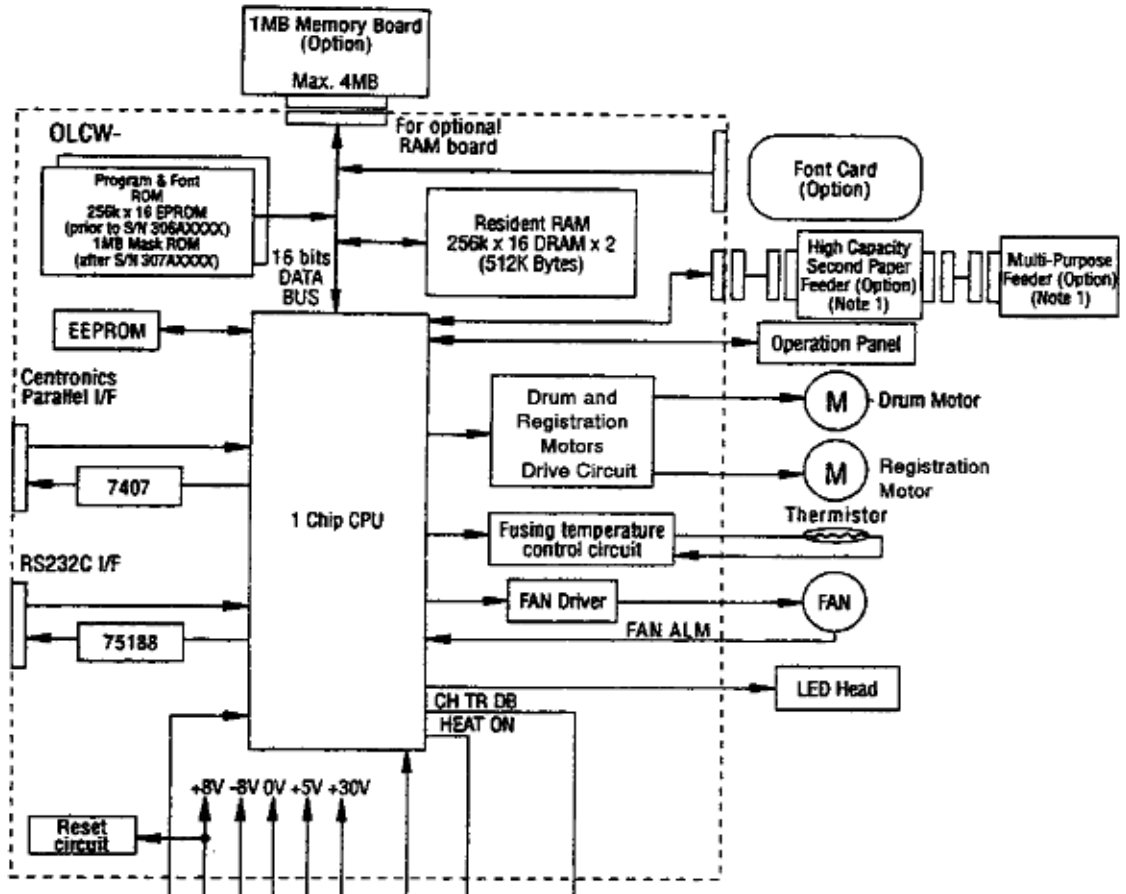 1MB Memory Board
(Option)
Max. 4MB
OLCW-
For optional
RAM board
Program & Font
ROM
256k x 16 EPROM
(prior to S/N 306AXXXX)
1MB Mask ROM
(after S/N 307AXXXX)
Font Card
(Option)
Resident RAM
256k x 16 DRAM x 2
(512K Bytes)
16 bits
DATA
BUS
High Capacity
Second Paper
Feeder (Option)
(Note 1)
Multi-Purpose
Feeder (Option)
(Note 1)
EEPROM
Operation Panel
Centronics
Parallel I/F
7407
Drum and
Registration
Motors
Drive Circuit
M
Drum Motor
M
Registration
Motor
1 Chip CPU
Thermistor
Fusing temperature
control circuit
RS232C I/F
75188
FAN Driver
FAN
FAN ALM
LED Head
CH TR DB
HEAT ON
+8V -8V 0V +5V +30V
Reset
circuit